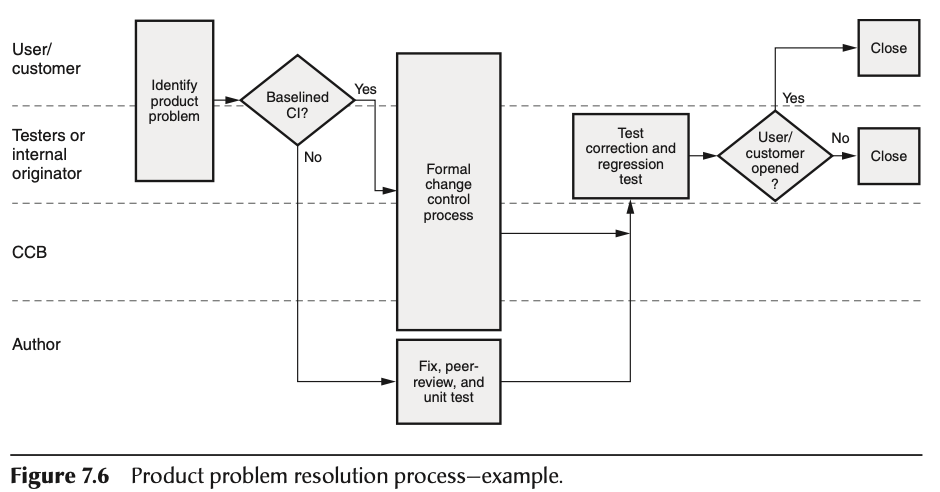 User/
customer
Testers or
internal
originator
CCB
Author
Identify
product
problem
Baselined
CI?
Yes
No
Formal
change
control
process
Fix, peer-
review, and
unit test
Test
correction and
regression
test
User/
customer
opened
?
Yes
No
Close
Close
Figure 7.6 Product problem resolution process—example.